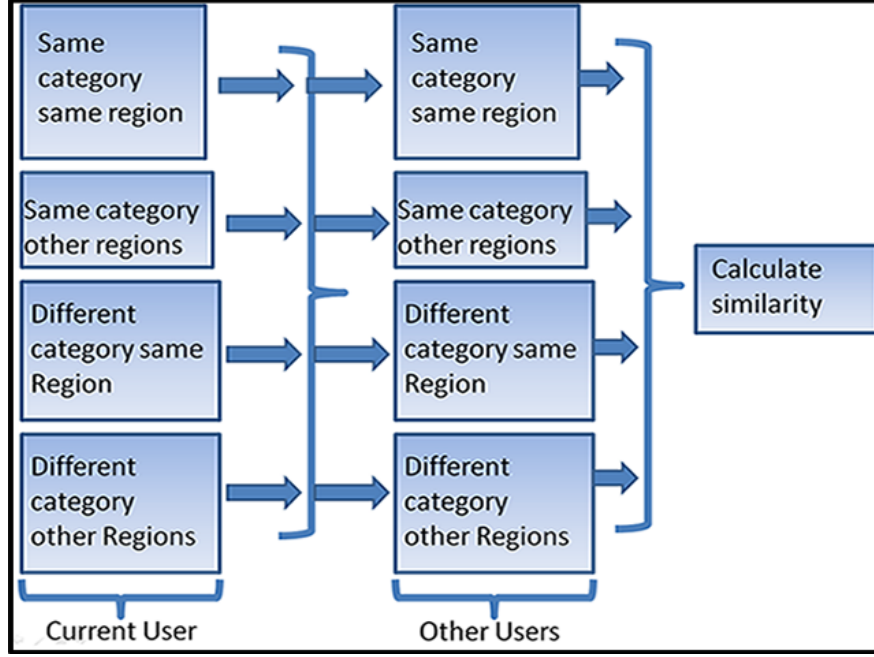 Same
category
same region
Same category
other regions
Different
category same
Region
Different
category
other Regions
Current User
Same
category
same region
Same category
other regions
Different
category same
Region
Different
category
other Regions
Other Users
Calculate
similarity